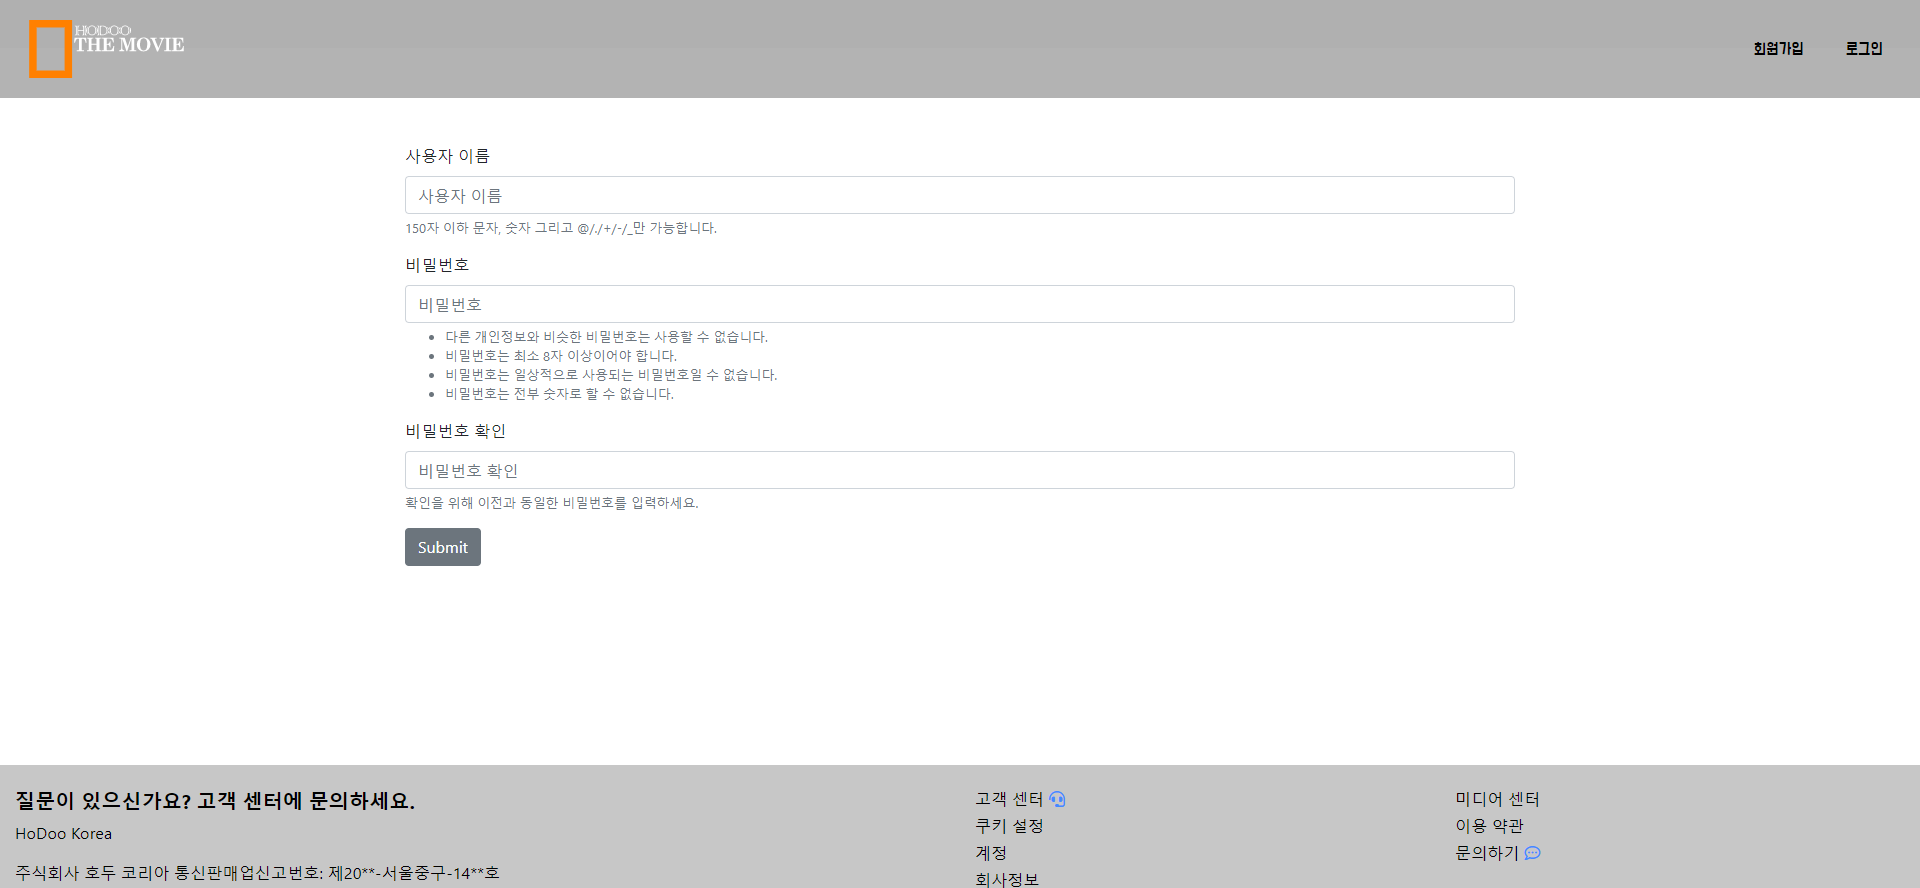 HODOO
THE MOVIE
회원가입
로그인
사용자 이름
사용자 이름
150자 이하 문자, 숫자 그리고 @/./+/-/_만 가능합니다.
비밀번호
비밀번호
다른 개인정보와 비슷한 비밀번호는 사용할 수 없습니다.
비밀번호는 최소 8자 이상이어야 합니다.
비밀번호는 일상적으로 사용되는 비밀번호일 수 없습니다.
비밀번호는 전부 숫자로 할 수 없습니다.
비밀번호 확인
비밀번호 확인
확인을 위해 이전과 동일한 비밀번호를 입력하세요.
Submit
질문이 있으신가요? 고객 센터에 문의하세요.
HoDoo Korea
주식회사 호두 코리아 통신판매업신고번호: 제20**-서울중구-14**호
고객 센터
쿠키 설정
계정
회사정보
미디어 센터
이용 약관
문의하기